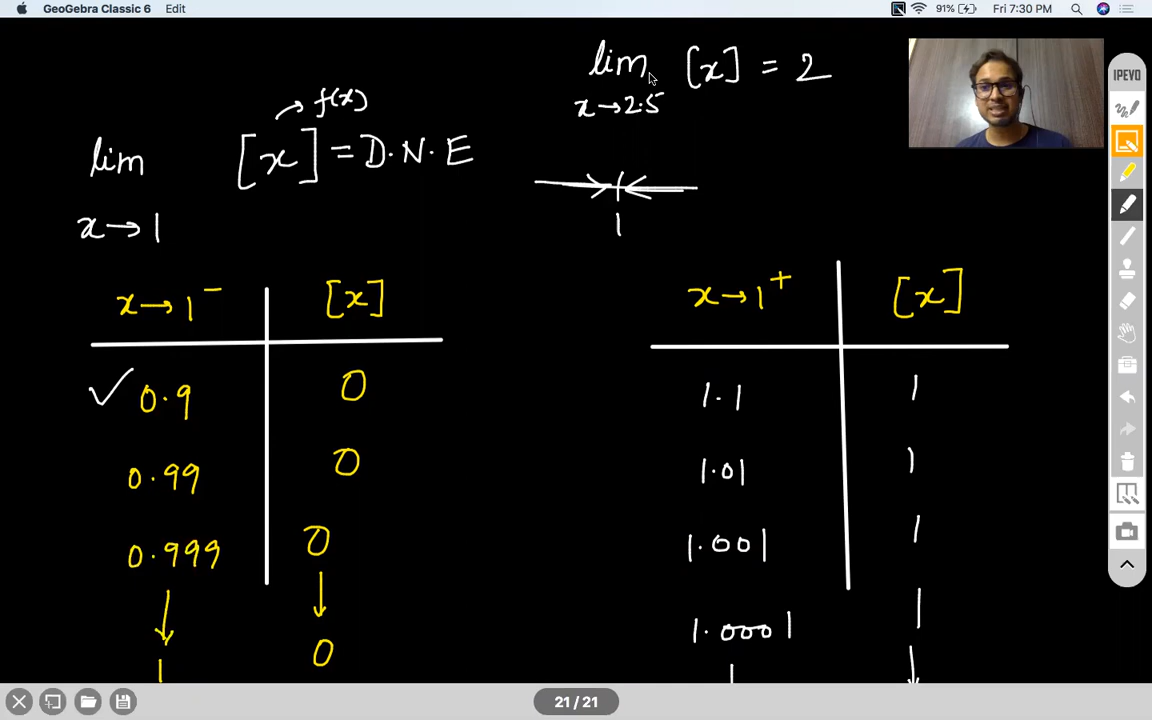 GeoGebra Classic 6 Edit 91% Fri 7:30 PM
lim [x] = 2
x→2.5
→ f(x)
lim [x] = D.N.E
x→1
1
x→1⁻ [x]
✓ 0.9 0
0.99 0
0.999 0
↓ ↓
1 0
x→1⁺ [x]
1.1 1
1.01 1
1.001 1
1.0001 1
IPEVO
21 / 21